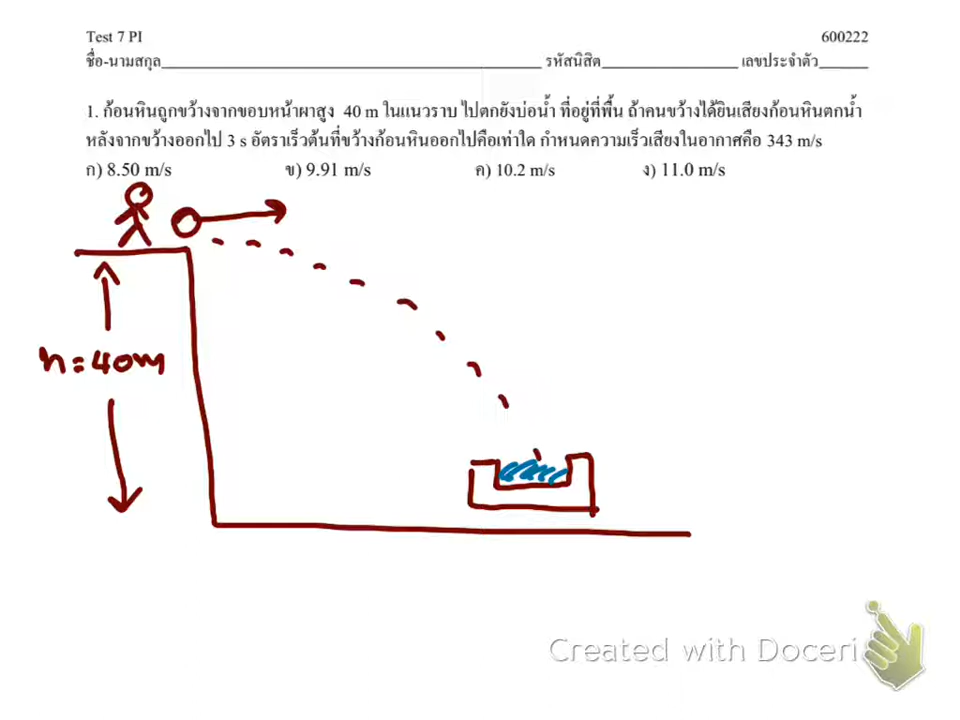 Test 7 PI 600222
ชื่อ-นามสกุล รหัสนิสิต เลขประจำตัว
1. ก้อนหินถูกขว้างจากขอบหน้าผาสูง 40 m ในแนวราบ ไปตกยังบ่อน้ำ ที่อยู่ที่พื้น ถ้าคนขว้างได้ยินเสียงก้อนหินตกน้ำ
หลังจากขว้างออกไป 3 s อัตราเร็วต้นที่ขว้างก้อนหินออกไปคือเท่าใด กำหนดความเร็วเสียงในอากาศคือ 343 m/s
ก) 8.50 m/s ข) 9.91 m/s ค) 10.2 m/s ง) 11.0 m/s
h=40m
Created with Doceri